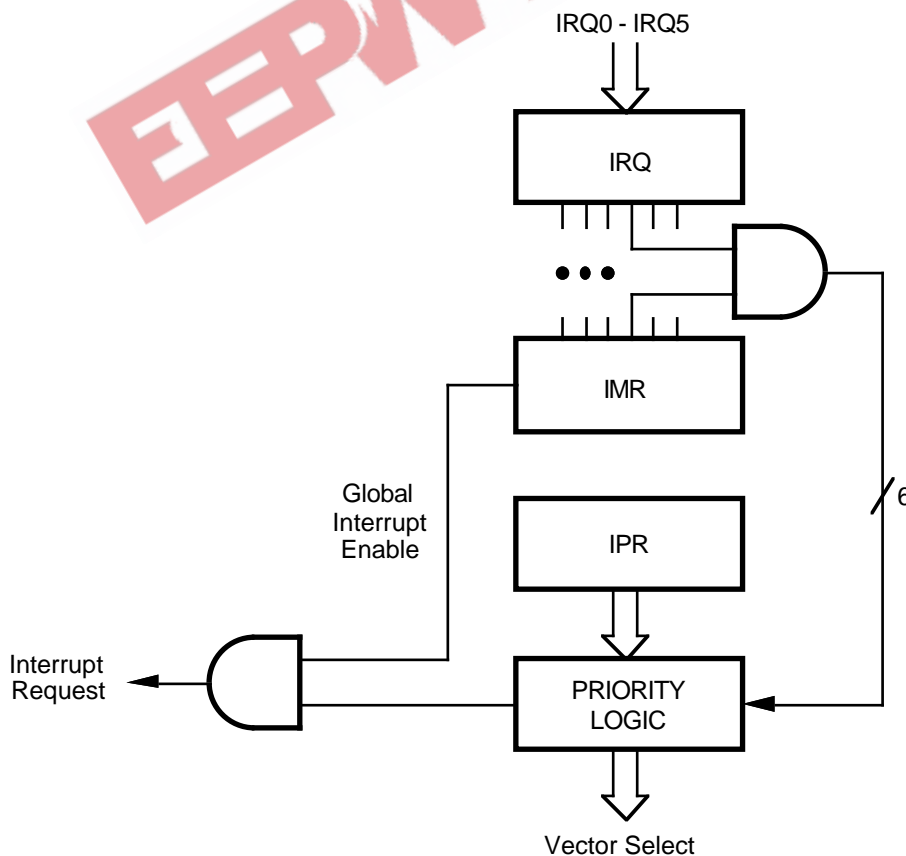 IRQ0 - IRQ5
IRQ
IMR
Global
Interrupt
Enable
6
IPR
Interrupt
Request
PRIORITY
LOGIC
Vector Select